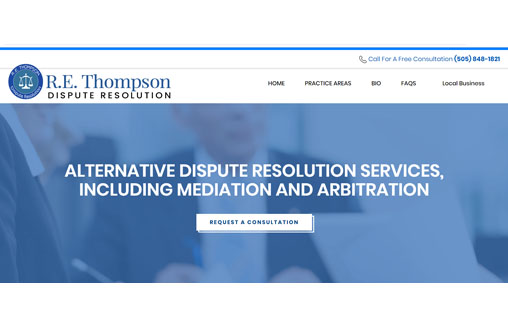 Call For A Free Consultation (505) 848-1821
R.E. Thompson
DISPUTE RESOLUTION
HOME PRACTICE AREAS BIO FAQS Local Business
ALTERNATIVE DISPUTE RESOLUTION SERVICES,
INCLUDING MEDIATION AND ARBITRATION
REQUEST A CONSULTATION